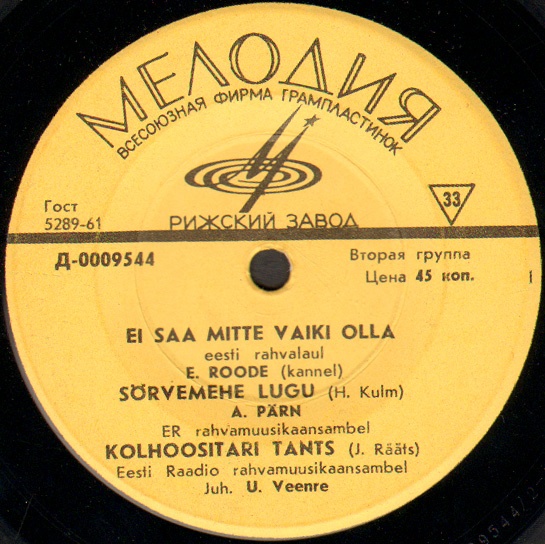 МЕЛОДИЯ
ВСЕСОЮЗНАЯ ФИРМА ГРАМПЛАСТИНОК
Гост
5289-61
33
РИЖСКИЙ ЗАВОД
Д-0009544
Вторая группа
Цена 45 коп.
1
EI SAA MITTE VAIKI OLLA
eesti rahvalaul
E. ROODE (kannel)
SÕRVEMEHE LUGU (H. Kulm)
A. PÄRN
ER rahvamuusikaansambel
KOLHOOSITARI TANTS (J. Rääts)
Eesti Raadio rahvamuusikaansambel
Juh. U. Veenre